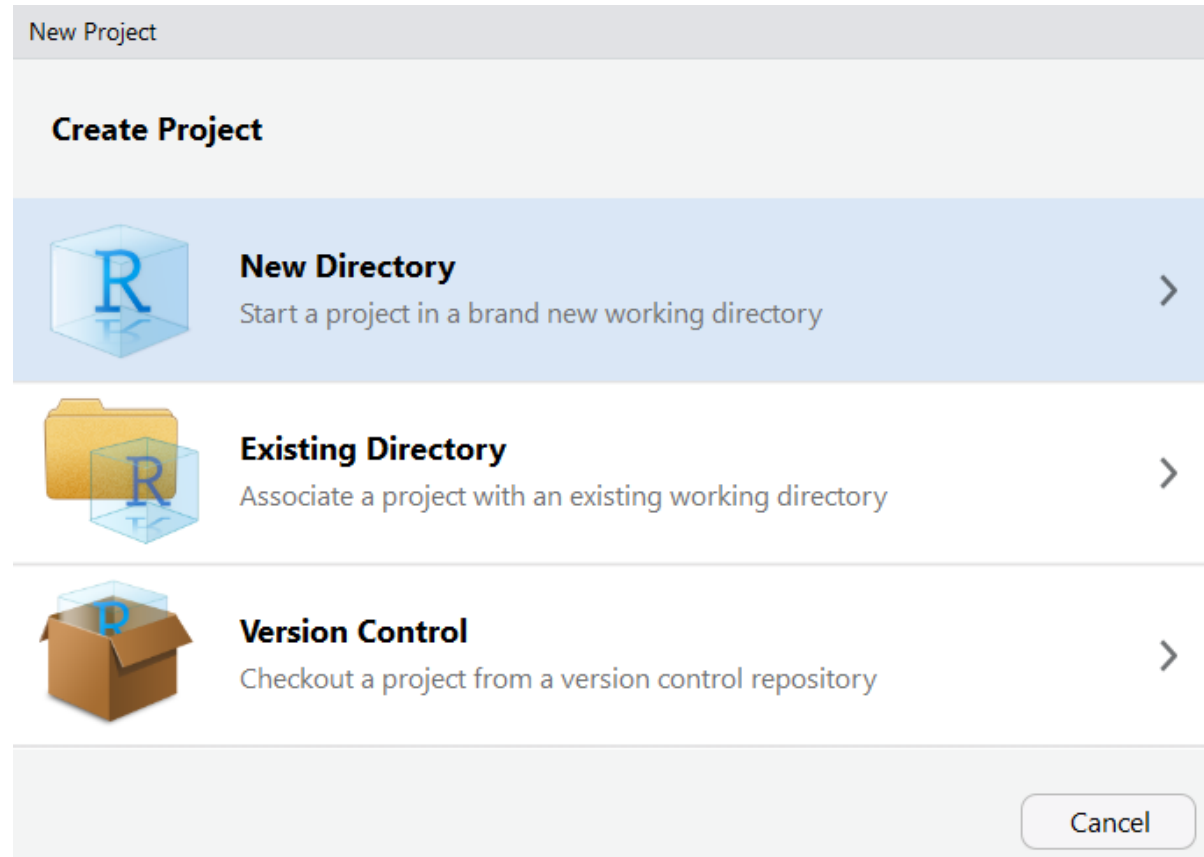 New Project
Create Project
R
New Directory
Start a project in a brand new working directory
R
Existing Directory
Associate a project with an existing working directory
R
Version Control
Checkout a project from a version control repository
Cancel